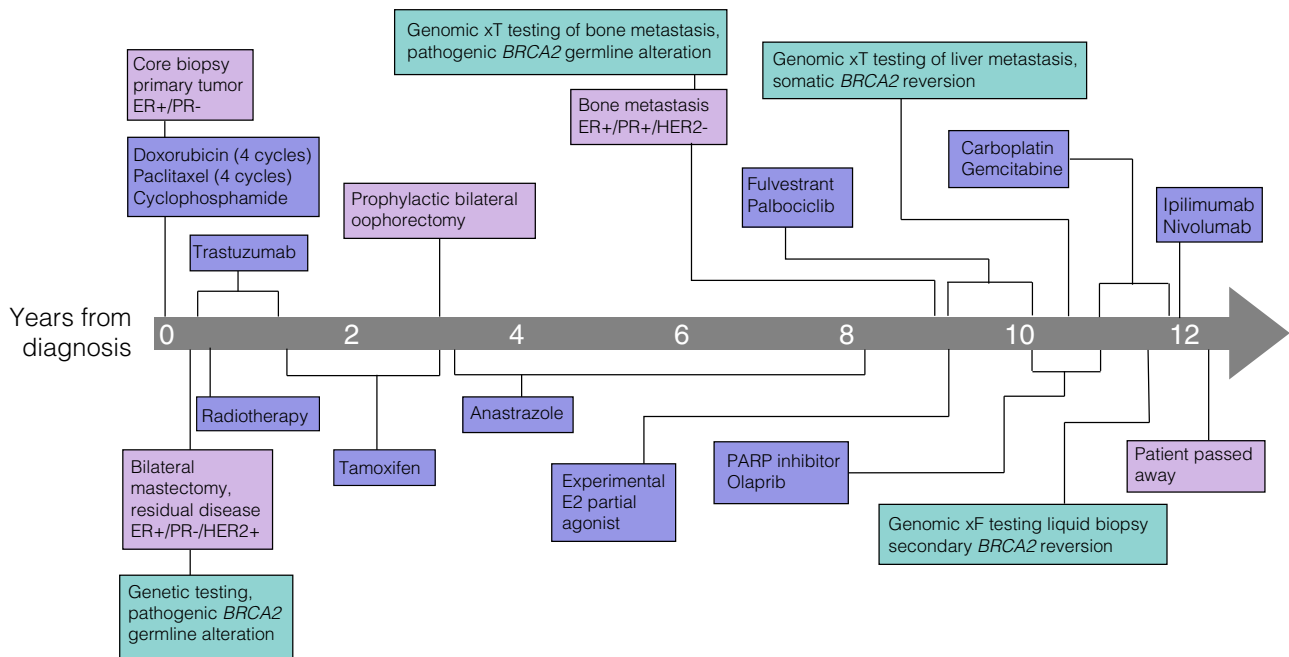 Genomic xT testing of bone metastasis,
pathogenic BRCA2 germline alteration
Genomic xT testing of liver metastasis,
somatic BRCA2 reversion
Core biopsy
primary tumor
ER+/PR-
Bone metastasis
ER+/PR+/HER2-
Doxorubicin (4 cycles)
Paclitaxel (4 cycles)
Cyclophosphamide
Carboplatin
Gemcitabine
Prophylactic bilateral
oophorectomy
Fulvestrant
Palbociclib
Ipilimumab
Nivolumab
Trastuzumab
Years from
diagnosis
0 2 4 6 8 10 12
Radiotherapy
Anastrazole
Tamoxifen
Bilateral
mastectomy,
residual disease
ER+/PR-/HER2+
Experimental
E2 partial
agonist
PARP inhibitor
Olaprib
Patient passed
away
Genomic xF testing liquid biopsy
secondary BRCA2 reversion
Genetic testing,
pathogenic BRCA2
germline alteration